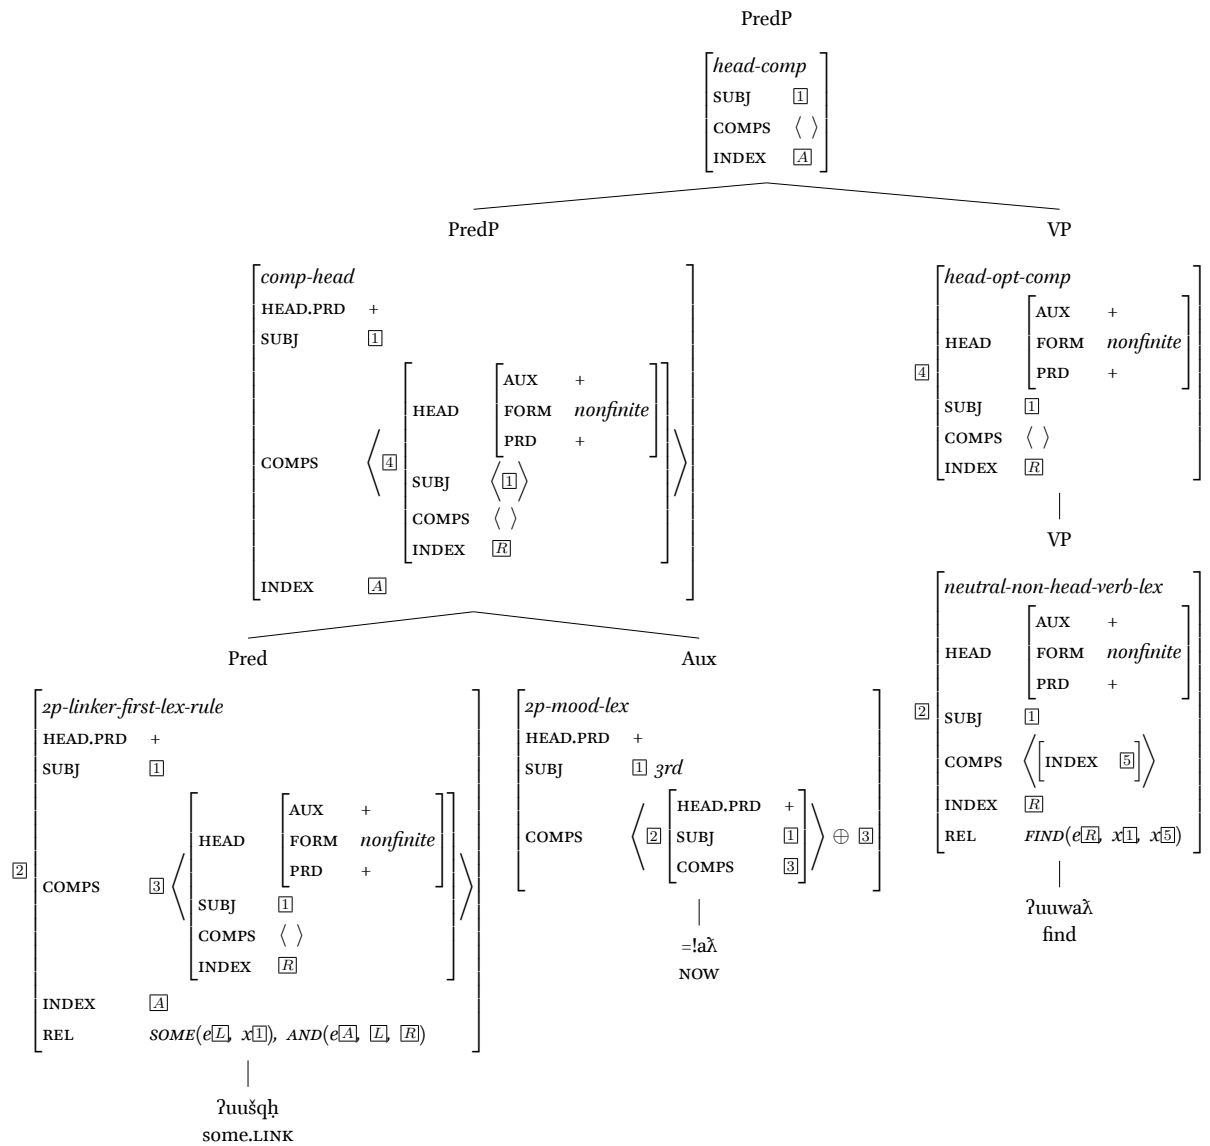 PredP
[head-comp
SUBJ 1
COMPS ⟨ ⟩
INDEX A]
PredP
[comp-head
HEAD.PRD +
SUBJ 1
COMPS ⟨ 4 [HEAD [AUX +
FORM nonfinite
PRD +]
SUBJ ⟨1⟩
COMPS ⟨ ⟩
INDEX R] ⟩
INDEX A]
VP
4 [head-opt-comp
HEAD [AUX +
FORM nonfinite
PRD +]
SUBJ 1
COMPS ⟨ ⟩
INDEX R]
VP
2 [neutral-non-head-verb-lex
HEAD [AUX +
FORM nonfinite
PRD +]
SUBJ 1
COMPS ⟨[INDEX 5]⟩
INDEX R
REL FIND(eR, x1, x5)]
ʔuuwaƛ̓
find
Pred
2 [2p-linker-first-lex-rule
HEAD.PRD +
SUBJ 1
COMPS 3 ⟨ [HEAD [AUX +
FORM nonfinite
PRD +]
SUBJ 1
COMPS ⟨ ⟩
INDEX R] ⟩
INDEX A
REL SOME(eL, x1), AND(eA, L, R)]
ʔuušqḥ
some.LINK
Aux
[2p-mood-lex
HEAD.PRD +
SUBJ 1 3rd
COMPS ⟨ 2 [HEAD.PRD +
SUBJ 1
COMPS 3] ⟩ ⊕ 3]
=!aƛ̓
NOW